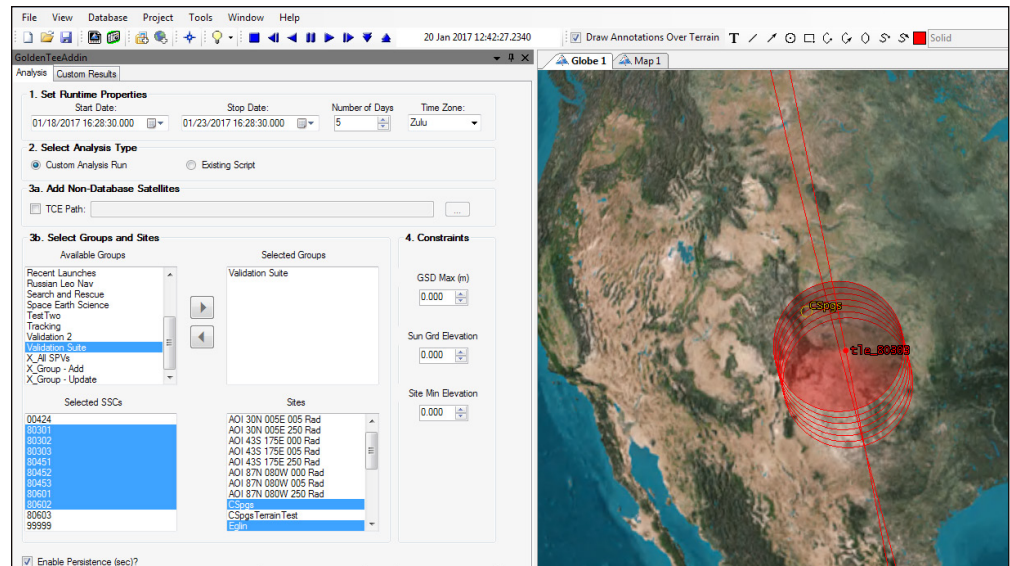 File View Database Project Tools Window Help
20 Jan 2017 12:42:27.2340 Draw Annotations Over Terrain T Solid
GoldenTeeAddin
Analysis Custom Results
Globe 1 Map 1
1. Set Runtime Properties
Start Date: Stop Date: Number of Days Time Zone:
01/18/2017 16:28:30.000 01/23/2017 16:28:30.000 5 Zulu
2. Select Analysis Type
Custom Analysis Run Existing Script
3a. Add Non-Database Satellites
TCE Path: ...
3b. Select Groups and Sites
Available Groups Selected Groups
Recent Launches
Russian Leo Nav
Search and Rescue
Space Earth Science
TestTwo
Tracking
Validation 2
Validation Suite
X_All SPVs
X_Group - Add
X_Group - Update
Validation Suite
4. Constraints
GSD Max (m)
0.000
Sun Grd Elevation
0.000
Site Min Elevation
0.000
Selected SSCs
00424
80301
80302
80303
80451
80452
80453
80601
80602
80603
99999
Sites
AOI 30N 005E 005 Rad
AOI 30N 005E 250 Rad
AOI 43S 175E 000 Rad
AOI 43S 175E 005 Rad
AOI 43S 175E 250 Rad
AOI 87N 080W 000 Rad
AOI 87N 080W 005 Rad
AOI 87N 080W 250 Rad
CSpgs
CSpgsTerrainTest
Eglin
Enable Persistence (sec)?
CSpgs